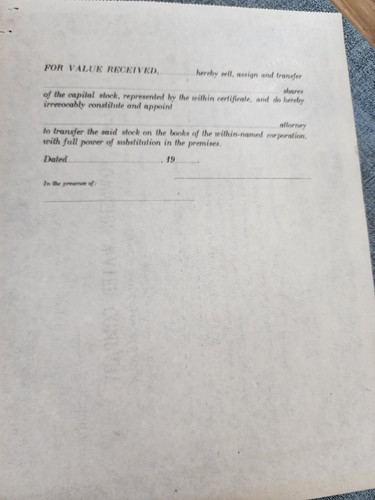 FOR VALUE RECEIVED, hereby sell, assign and transfer
shares
of the capital stock, represented by the within certificate, and do hereby
irrevocably constitute and appoint
attorney
to transfer the said stock on the books of the within-named corporation,
with full power of substitution in the premises.
Dated , 19
In the presence of: